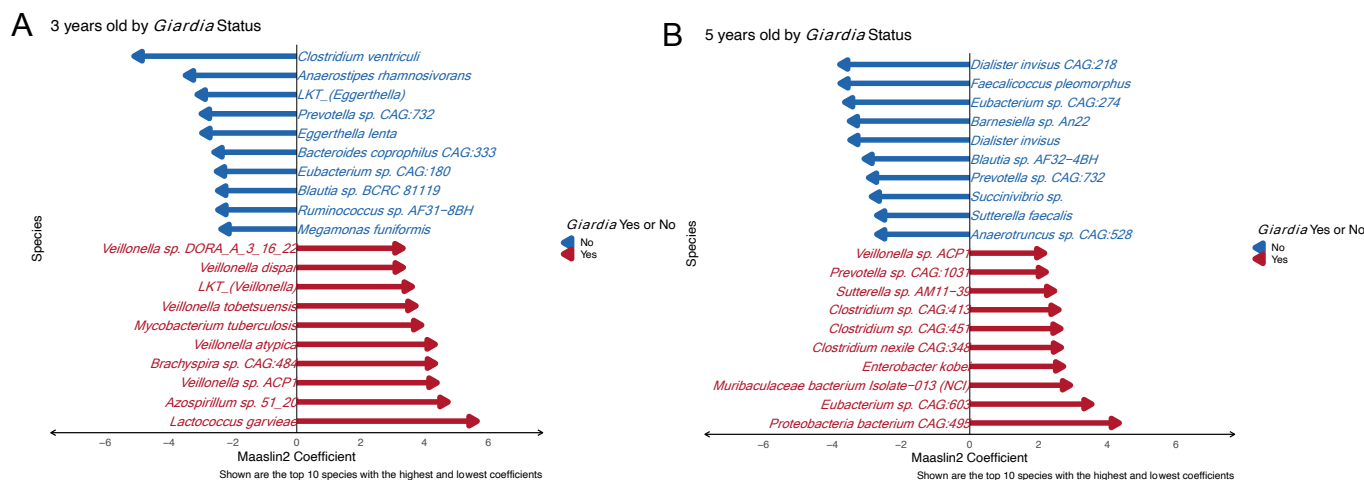 A
3 years old by Giardia Status
Clostridium ventriculi
Anaerostipes rhamnosivorans
LKT_(Eggerthella)
Prevotella sp. CAG:732
Eggerthella lenta
Bacteroides coprophilus CAG:333
Eubacterium sp. CAG:180
Blautia sp. BCRC 81119
Ruminococcus sp. AF31-8BH
Megamonas funiformis
Veillonella sp. DORA_A_3_16_22
Veillonella dispar
LKT_(Veillonella)
Veillonella tobetsuensis
Mycobacterium tuberculosis
Veillonella atypica
Brachyspira sp. CAG:484
Veillonella sp. ACP1
Azospirillum sp. 51_20
Lactococcus garvieae
Species
−6 −4 −2 0 2 4 6
Maaslin2 Coefficient
Shown are the top 10 species with the highest and lowest coefficients
Giardia Yes or No
No
Yes
B
5 years old by Giardia Status
Dialister invisus CAG:218
Faecalicoccus pleomorphus
Eubacterium sp. CAG:274
Barnesiella sp. An22
Dialister invisus
Blautia sp. AF32-4BH
Prevotella sp. CAG:732
Succinivibrio sp.
Sutterella faecalis
Anaerotruncus sp. CAG:528
Veillonella sp. ACP1
Prevotella sp. CAG:1031
Sutterella sp. AM11-39
Clostridium sp. CAG:413
Clostridium sp. CAG:451
Clostridium nexile CAG:348
Enterobacter kobei
Muribaculaceae bacterium Isolate-013 (NCI)
Eubacterium sp. CAG:603
Proteobacteria bacterium CAG:495
Species
−6 −4 −2 0 2 4 6
Maaslin2 Coefficient
Shown are the top 10 species with the highest and lowest coefficients
Giardia Yes or No
No
Yes